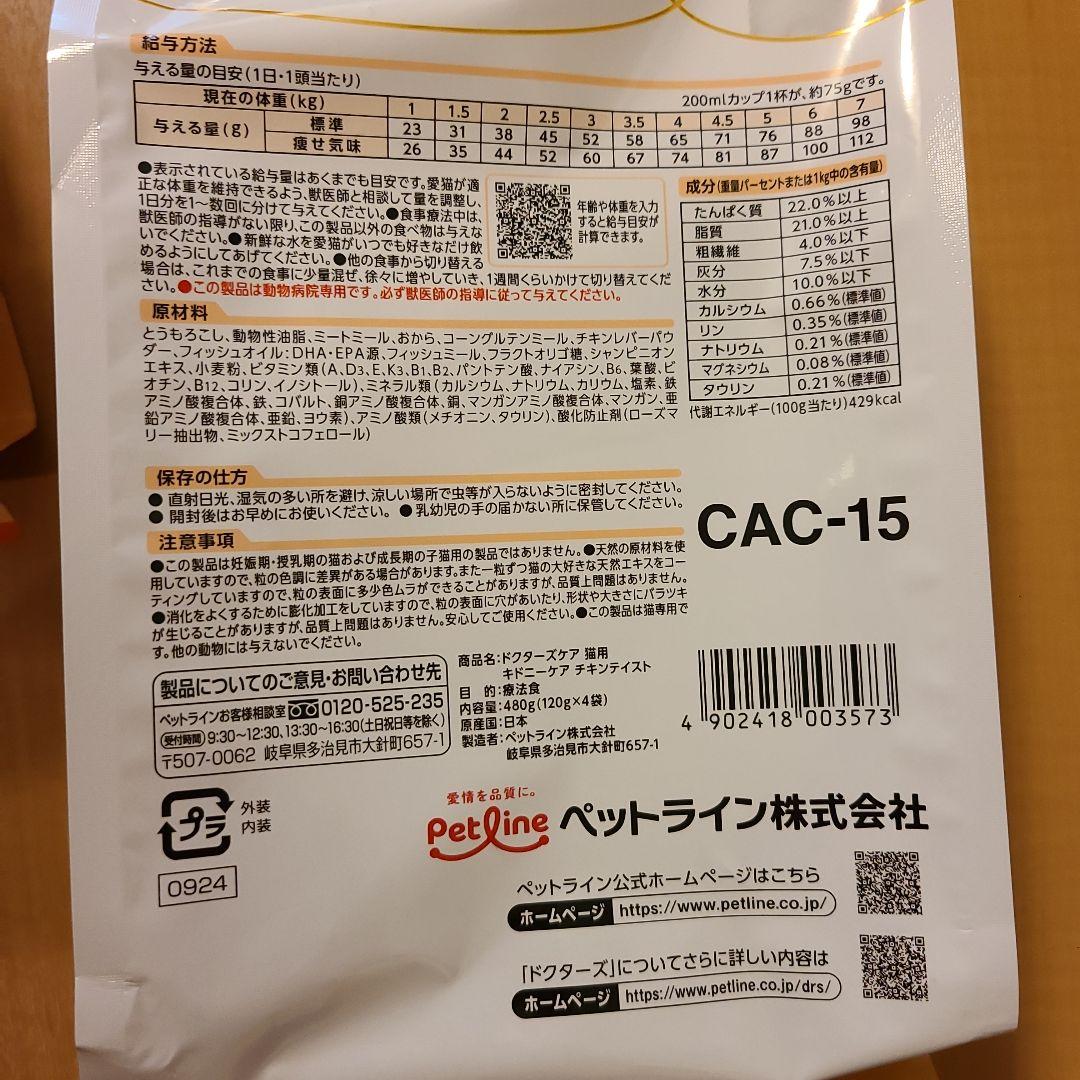 給与方法
与える量の目安(1日・1頭当たり)
200mlカップ1杯が、約75gです。
現在の体重(kg) 1 1.5 2 2.5 3 3.5 4 4.5 5 6 7
与える量(g) 標準 23 31 38 45 52 58 65 71 76 88 98
痩せ気味 26 35 44 52 60 67 74 81 87 100 112
●表示されている給与量はあくまでも目安です。愛猫が適
正な体重を維持できるよう、獣医師と相談して量を調整し、
1日分を1〜数回に分けて与えてください。●食事療法中は、
獣医師の指導がない限り、この製品以外の食べ物は与えな
いでください。●新鮮な水を愛猫がいつでも好きなだけ飲
めるようにしてあげてください。●他の食事から切り替える
場合は、これまでの食事に少量混ぜ、徐々に増やしていき、1週間くらいかけて切り替えてくだ
さい。●この製品は動物病院専用です。必ず獣医師の指導に従って与えてください。
年齢や体重を入力
すると給与目安が
計算できます。
成分(重量パーセントまたは1kg中の含有量)
たんぱく質 22.0%以上
脂質 21.0%以上
粗繊維 4.0%以下
灰分 7.5%以下
水分 10.0%以下
カルシウム 0.66%(標準値)
リン 0.35%(標準値)
ナトリウム 0.21%(標準値)
マグネシウム 0.08%(標準値)
タウリン 0.21%(標準値)
代謝エネルギー(100g当たり)429kcal
原材料
とうもろこし、動物性油脂、ミートミール、おから、コーングルテンミール、チキンレバーパウ
ダー、フィッシュオイル:DHA・EPA源、フィッシュミール、フラクトオリゴ糖、シャンピニオン
エキス、小麦粉、ビタミン類(A、D3、E、K3、B1、B2、パントテン酸、ナイアシン、B6、葉酸、ビ
オチン、B12、コリン、イノシトール)、ミネラル類(カルシウム、ナトリウム、カリウム、塩素、鉄
アミノ酸複合体、鉄、コバルト、銅アミノ酸複合体、銅、マンガンアミノ酸複合体、マンガン、亜
鉛アミノ酸複合体、亜鉛、ヨウ素)、アミノ酸類(メチオニン、タウリン)、酸化防止剤(ローズマ
リー抽出物、ミックストコフェロール)
保存の仕方
● 直射日光、湿気の多い所を避け、涼しい場所で虫等が入らないように密封してください。
● 開封後はお早めにお使いください。 ●乳幼児の手の届かない所に保管してください。
CAC-15
注意事項
●この製品は妊娠期・授乳期の猫および成長期の子猫用の製品ではありません。●天然の原材料を使
用していますので、粒の色調に差異がある場合があります。また一粒ずつ猫の大好きな天然エキスをコー
ティングしていますので、粒の表面に多少色ムラができることがありますが、品質上問題はありません。
●消化をよくするために膨化加工をしていますので、粒の表面に穴があいたり、形状や大きさにバラツキ
が生じることがありますが、品質上問題はありません。安心してご使用ください。●この製品は猫専用で
す。他の動物には与えないでください。
製品についてのご意見・お問い合わせ先
ペットラインお客様相談室 0120-525-235
受付時間 9:30〜12:30、13:30〜16:30(土日祝日等を除く)
〒507-0062 岐阜県多治見市大針町657-1
商品名:ドクターズケア 猫用
キドニーケア チキンテイスト
目 的:療法食
内容量:480g(120g×4袋)
原産国:日本
製造者:ペットライン株式会社
岐阜県多治見市大針町657-1
4 902418 003573
プラ
外装
内装
0924
愛情を品質に。
Petline ペットライン株式会社
ペットライン公式ホームページはこちら
ホームページ https://www.petline.co.jp/
「ドクターズ」についてさらに詳しい内容は
ホームページ https://www.petline.co.jp/drs/